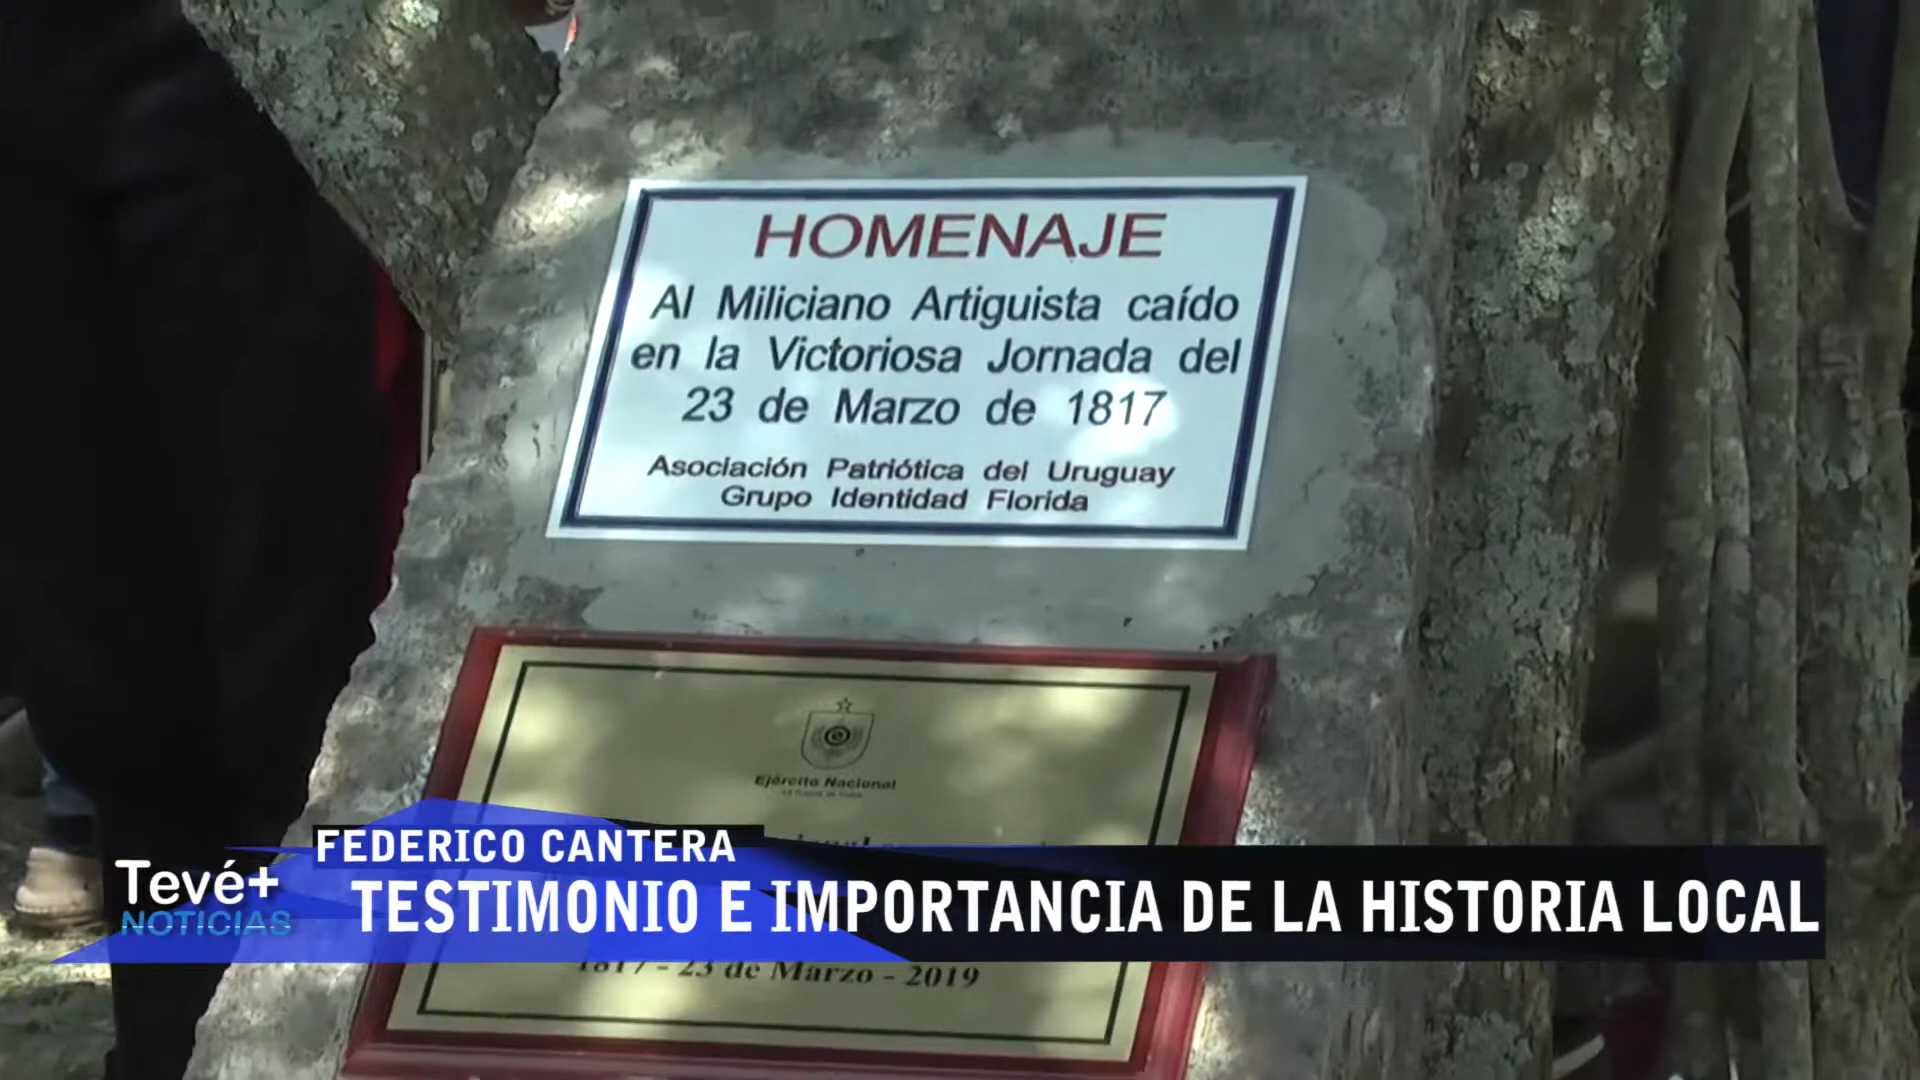 HOMENAJE
Al Miliciano Artiguista caído
en la Victoriosa Jornada del
23 de Marzo de 1817
Asociación Patriótica del Uruguay
Grupo Identidad Florida
Ejército Nacional
FEDERICO CANTERA
Tevé+
NOTICIAS
TESTIMONIO E IMPORTANCIA DE LA HISTORIA LOCAL
1817 - 23 de Marzo - 2019